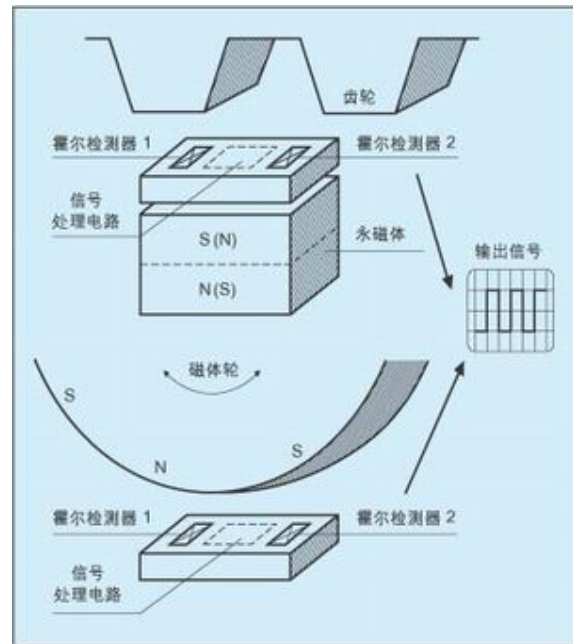 齿轮
霍尔检测器 1
霍尔检测器 2
信号
处理电路
S(N)
永磁体
N(S)
输出信号
磁体轮
S
N
S
霍尔检测器 1
霍尔检测器 2
信号
处理电路